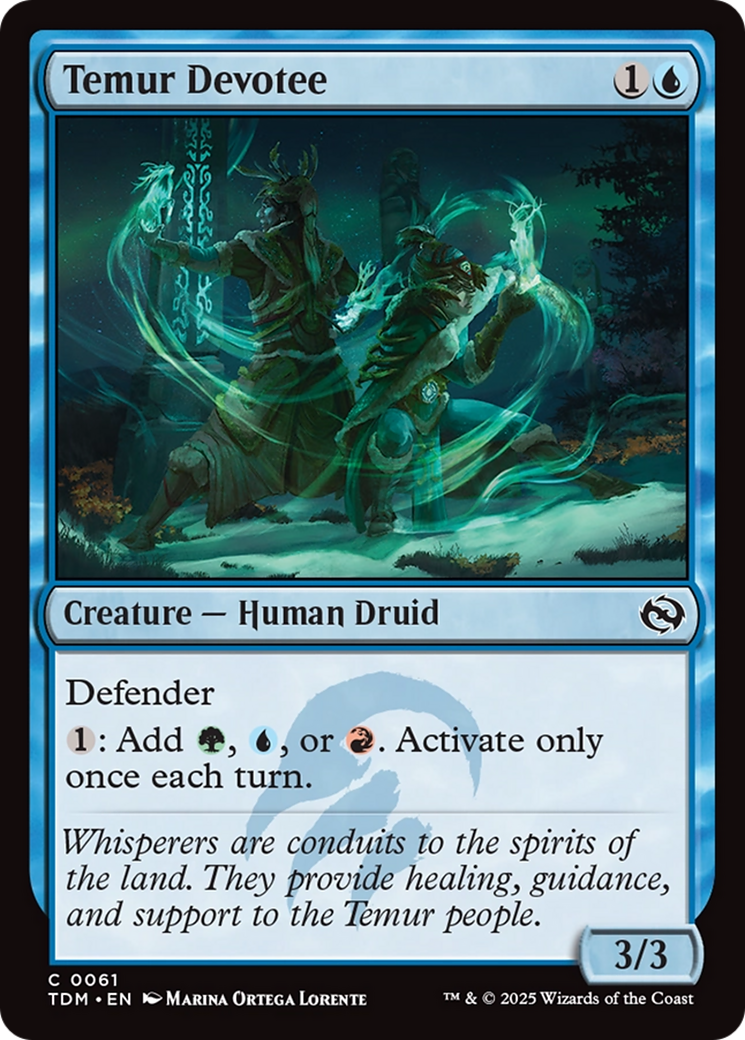 Temur Devotee 1
Creature — Human Druid
Defender
1: Add , , or . Activate only
once each turn.
Whisperers are conduits to the spirits of
the land. They provide healing, guidance,
and support to the Temur people.
3/3
C 0061
TDM • EN Marina Ortega Lorente
™ & © 2025 Wizards of the Coast